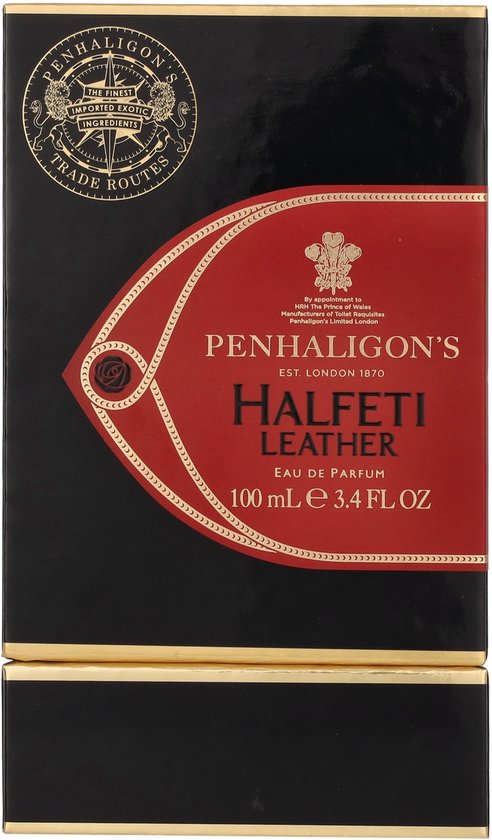 PENHALIGON'S
THE FINEST
IMPORTED EXOTIC
INGREDIENTS
TRADE ROUTES
By appointment to
HRH The Prince of Wales
Manufacturers of Toilet Requisites
Penhaligon's Limited London
PENHALIGON'S
EST. LONDON 1870
HALFETI
LEATHER
EAU DE PARFUM
100 mL ℮ 3.4 FL OZ